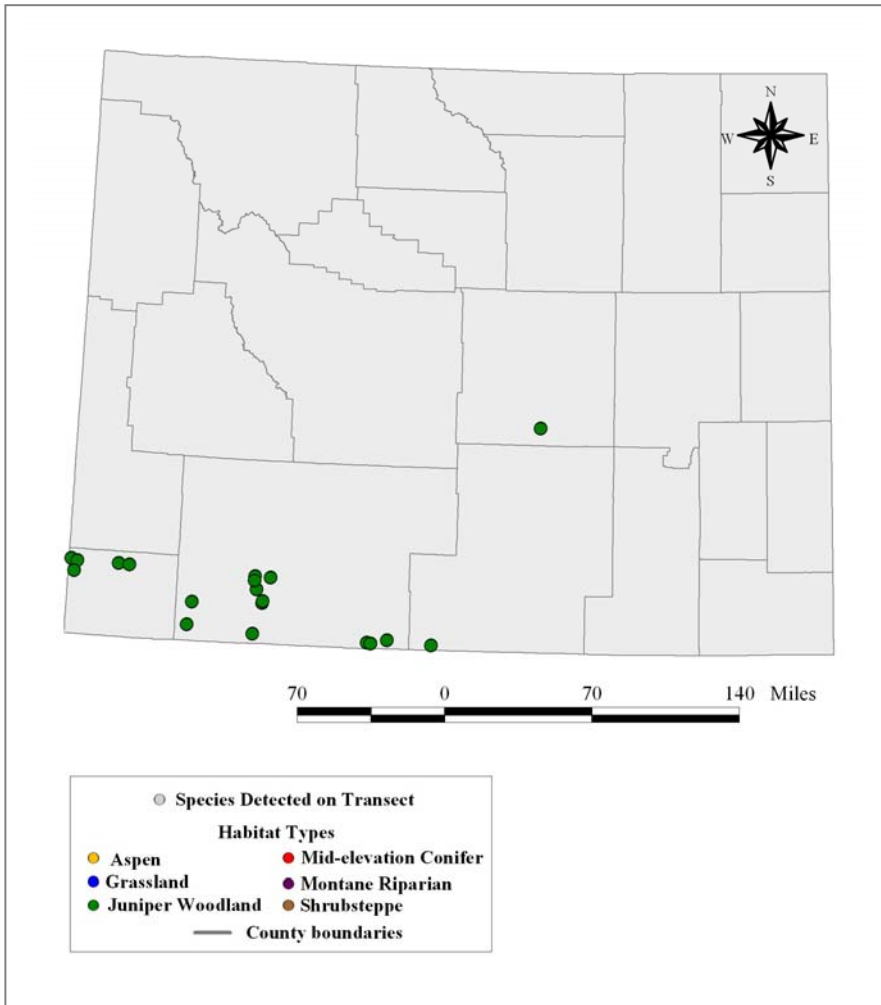 N
W E
S
70 0 70 140 Miles
Species Detected on Transect
Habitat Types
Aspen Mid-elevation Conifer
Grassland Montane Riparian
Juniper Woodland Shrubsteppe
County boundaries